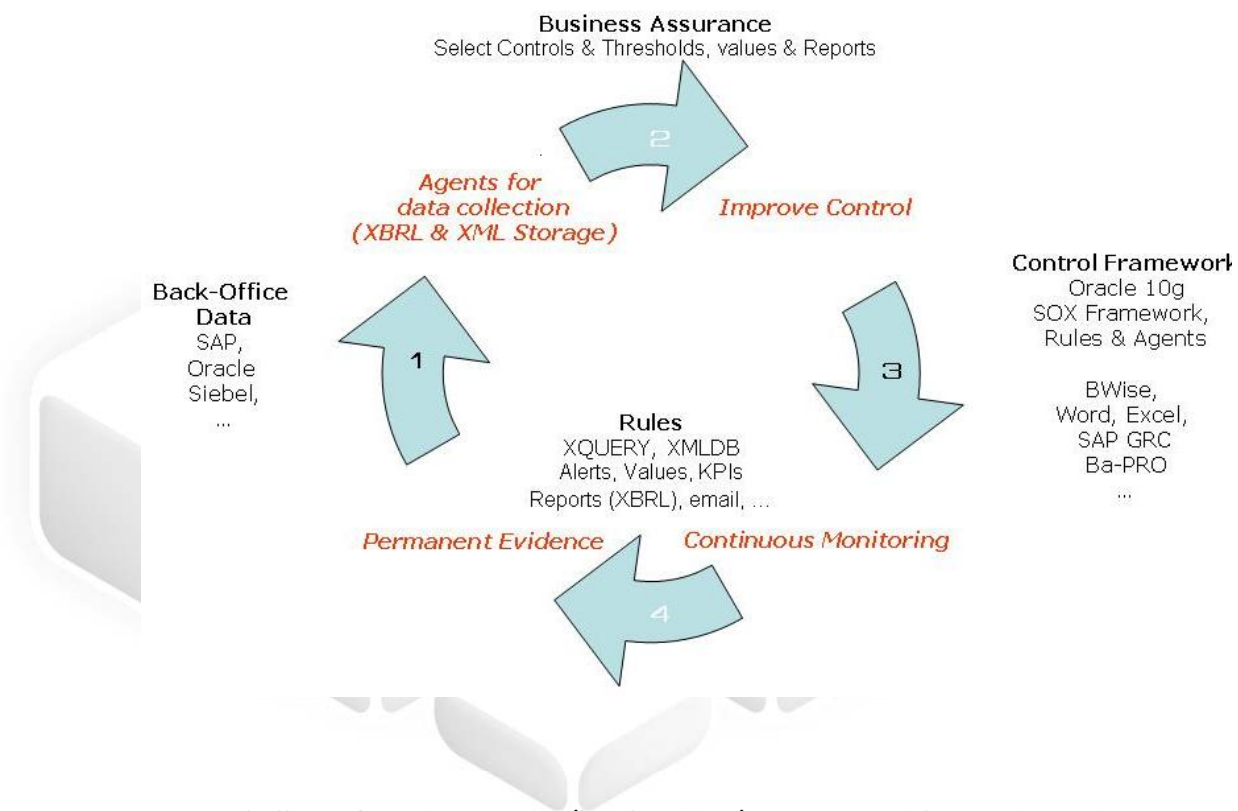 Business Assurance
Select Controls & Thresholds, values & Reports
2
Agents for
data collection
(XBRL & XML Storage)
Improve Control
Back-Office
Data
SAP,
Oracle
Siebel,
...
1
Control Framework
Oracle 10g
SOX Framework,
Rules & Agents
BWise,
Word, Excel,
SAP GRC
Ba-PRO
...
3
Rules
XQUERY, XMLDB
Alerts, Values, KPIs
Reports (XBRL), email, ...
Permanent Evidence
Continuous Monitoring
4